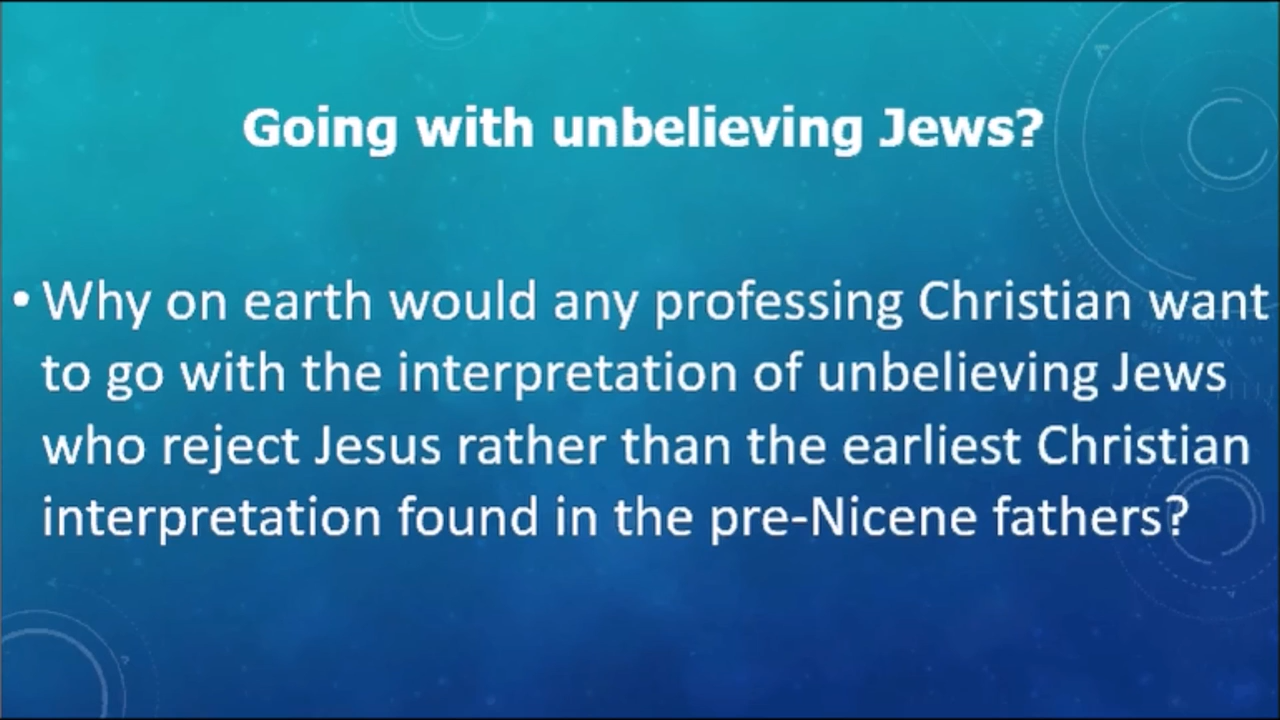 Going with unbelieving Jews?
• Why on earth would any professing Christian want
to go with the interpretation of unbelieving Jews
who reject Jesus rather than the earliest Christian
interpretation found in the pre-Nicene fathers?